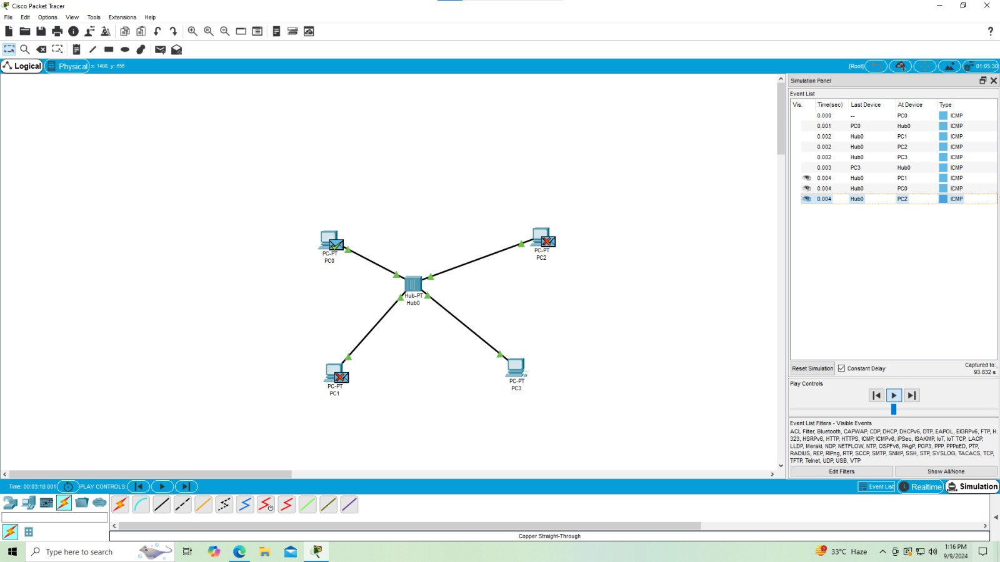 Cisco Packet Tracer
File Edit Options View Tools Extensions Help
?
Logical Physical x: 1488, y: 656 [Root] 01:05:30
Simulation Panel
Event List
Vis. Time(sec) Last Device At Device Type
0.000 -- PC0 ICMP
0.001 PC0 Hub0 ICMP
0.002 Hub0 PC1 ICMP
0.002 Hub0 PC2 ICMP
0.002 Hub0 PC3 ICMP
0.003 PC3 Hub0 ICMP
0.004 Hub0 PC1 ICMP
0.004 Hub0 PC0 ICMP
0.004 Hub0 PC2 ICMP
PC-PT
PC0
PC-PT
PC2
Hub-PT
Hub0
PC-PT
PC1
PC-PT
PC3
Reset Simulation Constant Delay Captured to:
93.832 s
Play Controls
Event List Filters - Visible Events
ACL Filter, Bluetooth, CAPWAP, CDP, DHCP, DHCPv6, DTP, EAPOL, EIGRPv6, FTP, H.
323, HSRPv6, HTTP, HTTPS, ICMP, ICMPv6, IPSec, ISAKMP, IoT, IoT TCP, LACP,
LLDP, Meraki, NDP, NETFLOW, NTP, OSPFv6, PAgP, POP3, PPP, PPPoED, PTP,
RADIUS, REP, RIPng, RTP, SCCP, SMTP, SNMP, SSH, STP, SYSLOG, TACACS, TCP,
TFTP, Telnet, UDP, USB, VTP
Edit Filters Show All/None
Time: 00:03:18.001 PLAY CONTROLS: Event List Realtime Simulation
Copper Straight-Through
Type here to search 33°C Haze 1:16 PM
9/9/2024